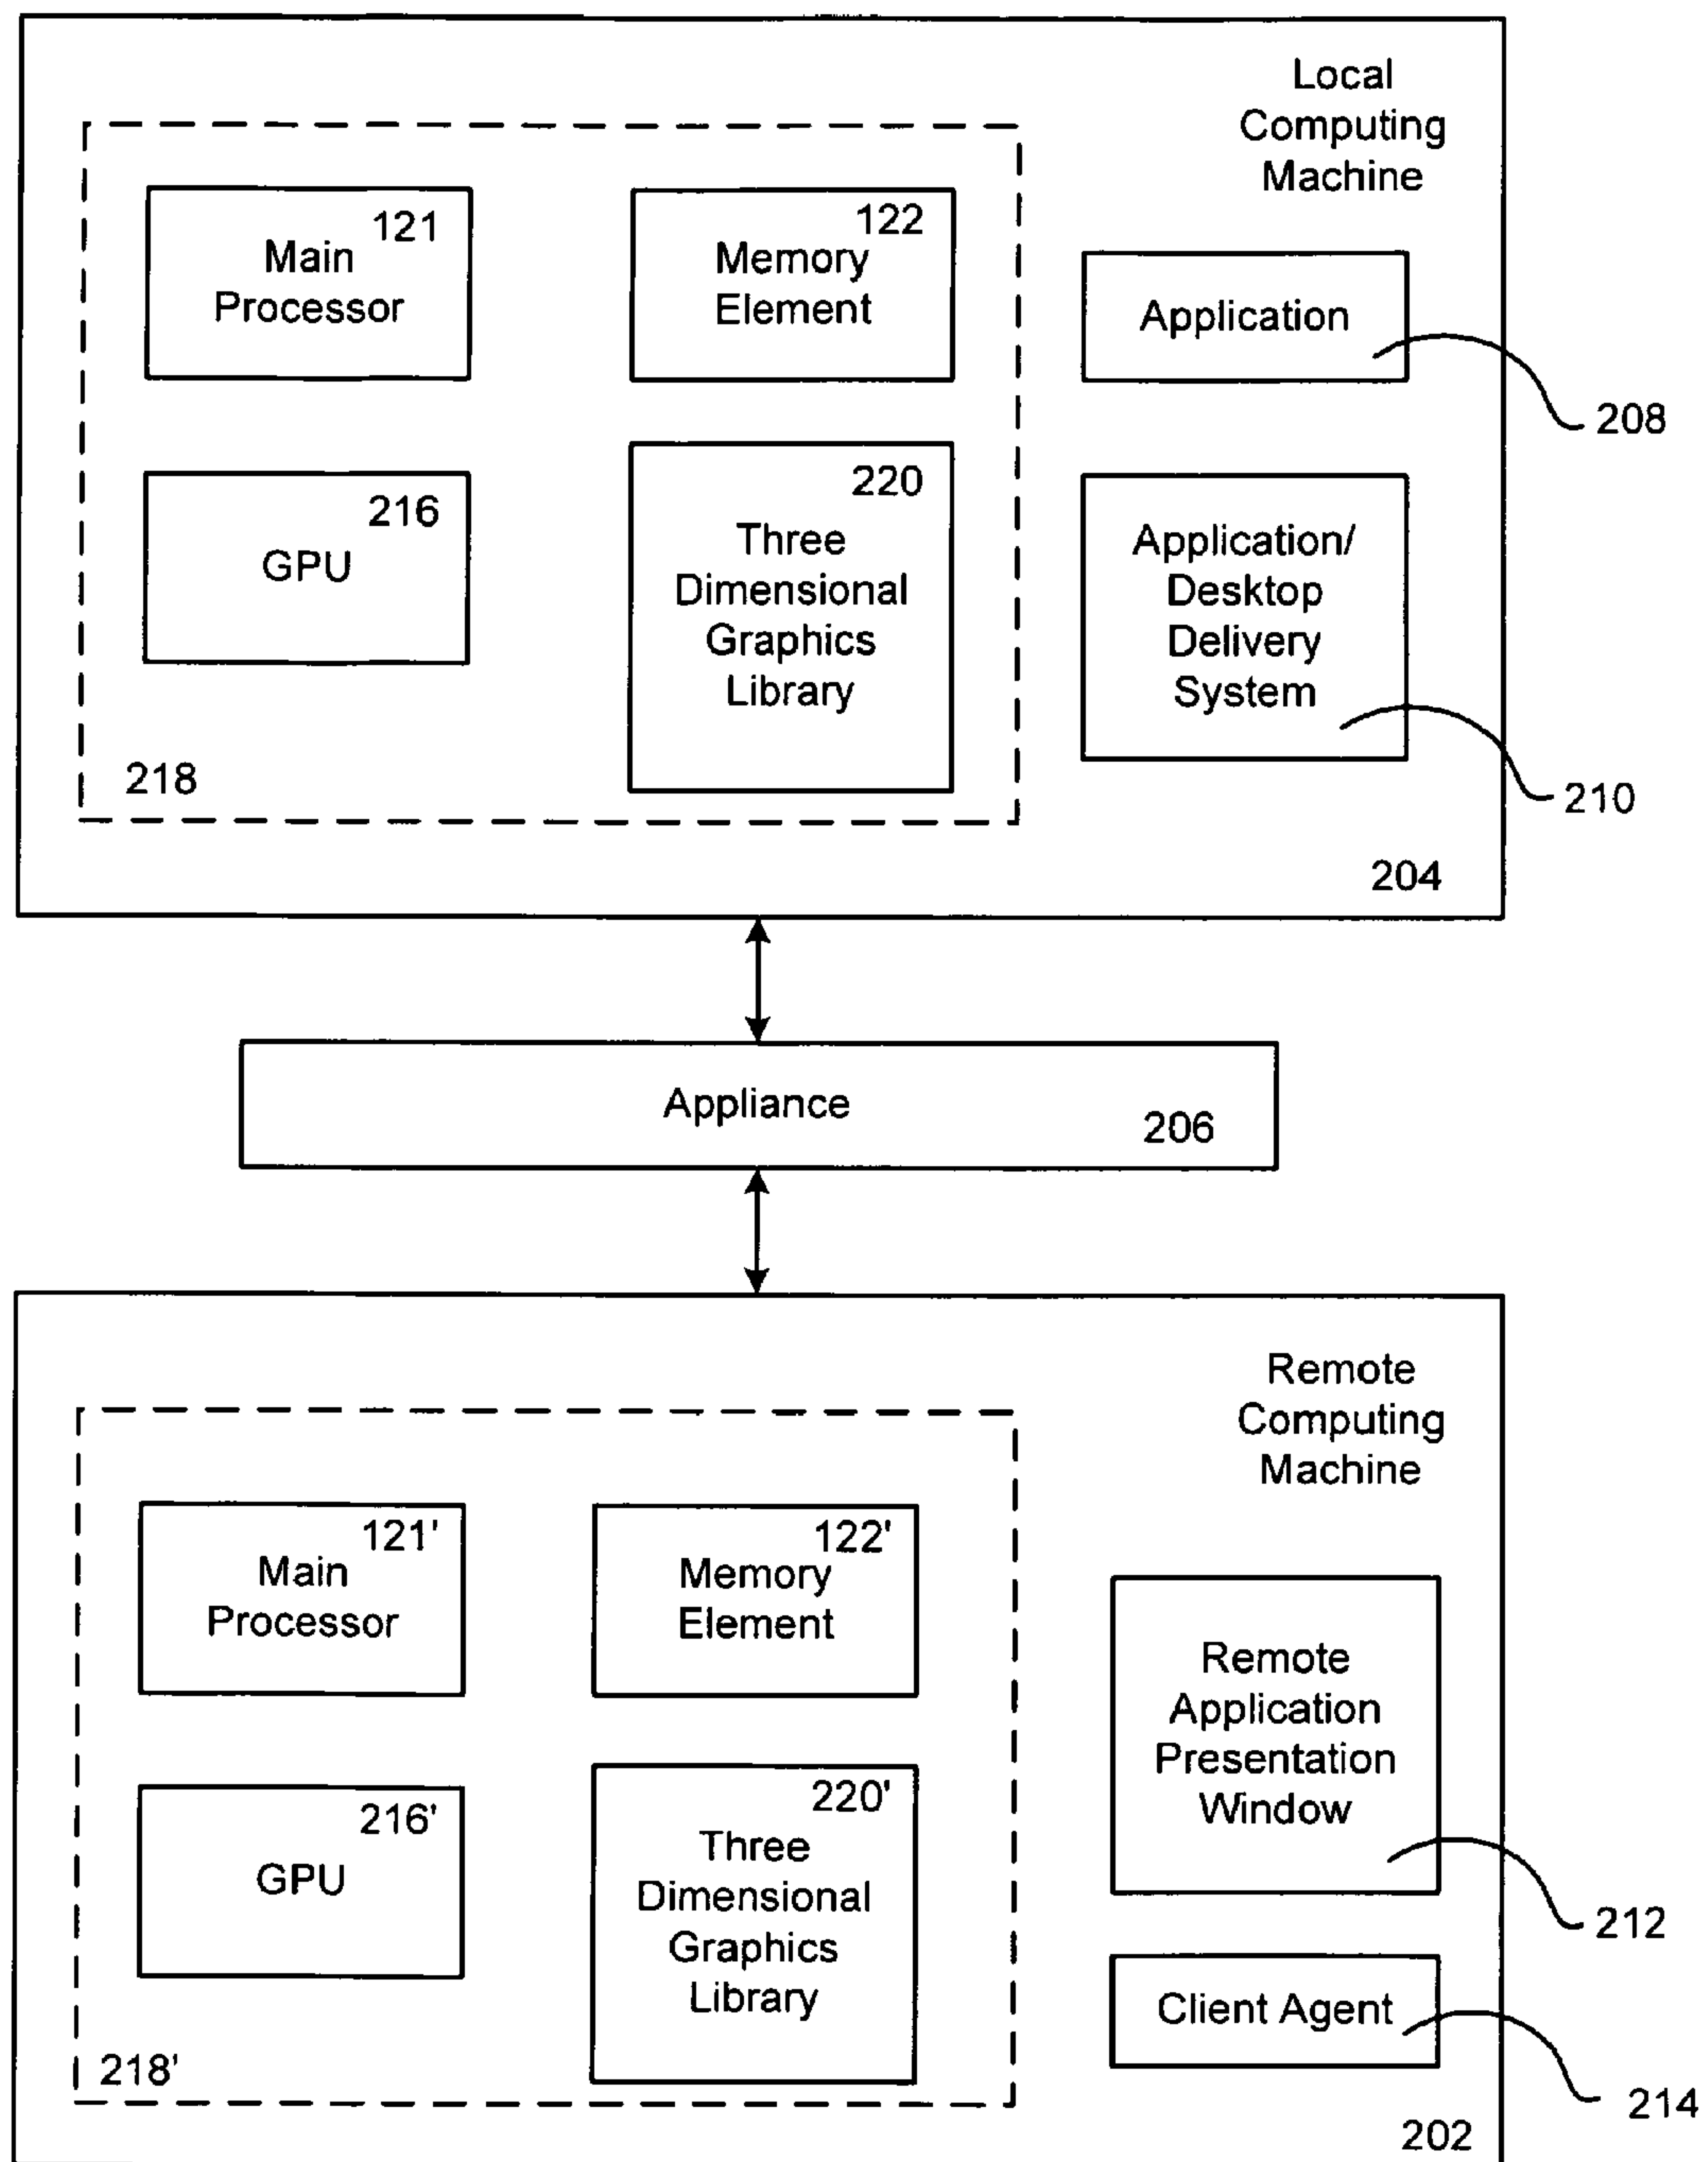 Local
Computing
Machine
121
Main
Processor
122
Memory
Element
Application
208
216
GPU
220
Three
Dimensional
Graphics
Library
Application/
Desktop
Delivery
System
210
218
204
Appliance
206
Remote
Computing
Machine
121'
Main
Processor
122'
Memory
Element
Remote
Application
Presentation
Window
212
216'
GPU
220'
Three
Dimensional
Graphics
Library
Client Agent
214
218'
202